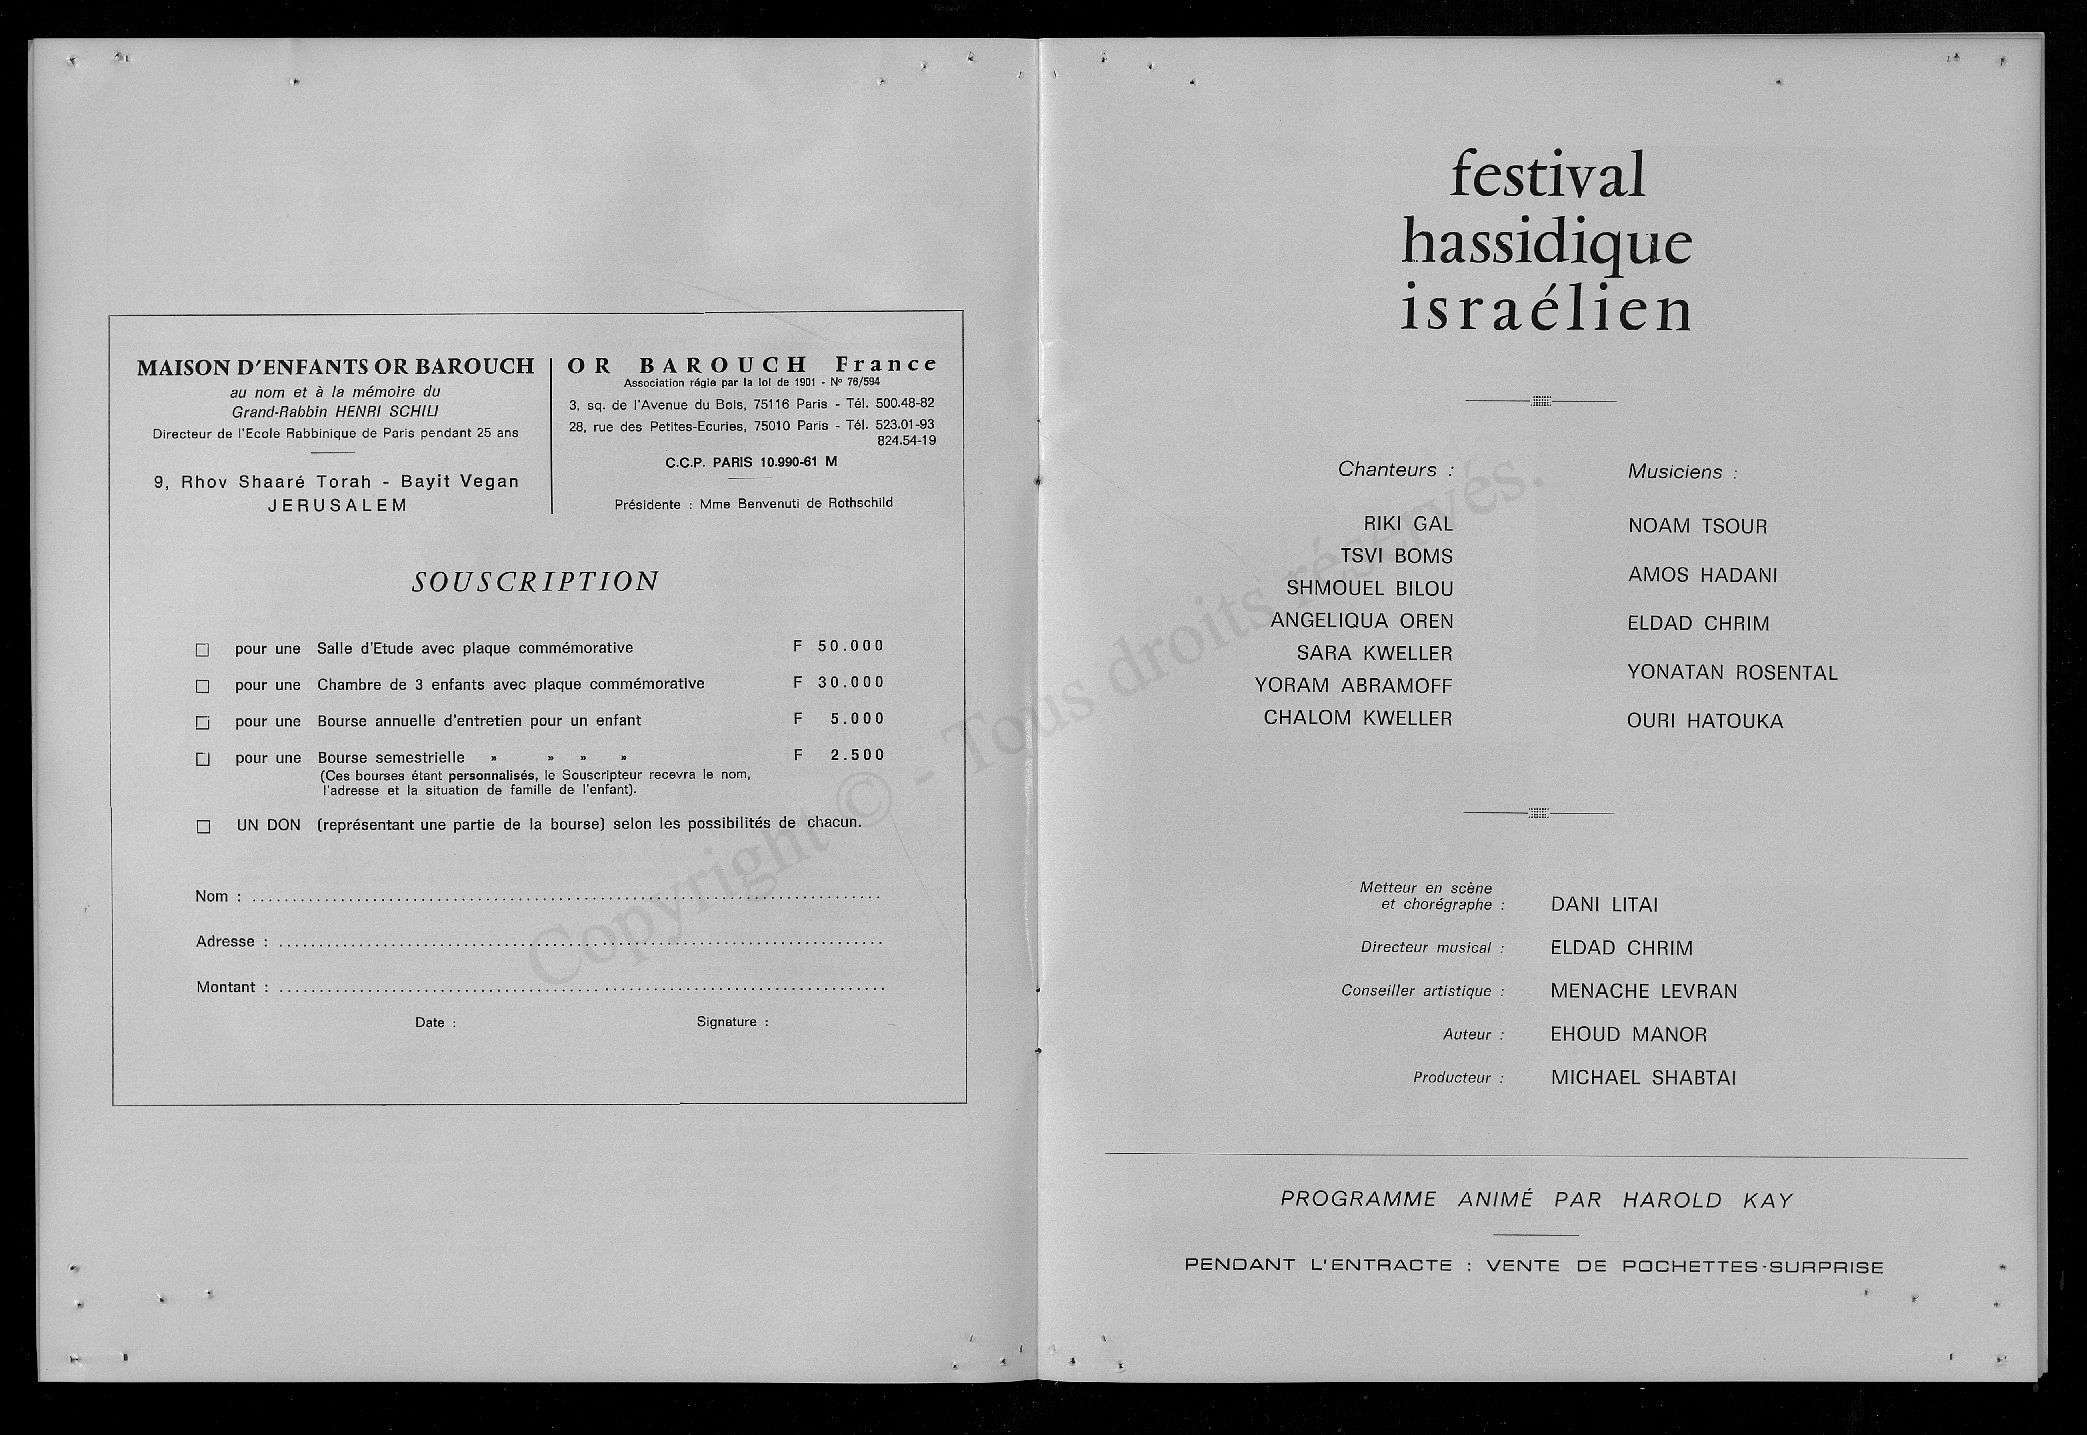 MAISON D'ENFANTS OR BAROUCH
au nom et à la mémoire du
Grand-Rabbin HENRI SCHILI
Directeur de l'Ecole Rabbinique de Paris pendant 25 ans
9, Rhov Shaaré Torah - Bayit Vegan
JERUSALEM
OR BAROUCH France
Association régie par la loi de 1901 - Nº 76/594
3, sq. de l'Avenue du Bois, 75116 Paris - Tél. 500.48-82
28, rue des Petites-Ecuries, 75010 Paris - Tél. 523.01-93
824.54-19
C.C.P. PARIS 10.990-61 M
Présidente : Mme Benvenuti de Rothschild
SOUSCRIPTION
pour une Salle d'Etude avec plaque commémorative F 50.000
pour une Chambre de 3 enfants avec plaque commémorative F 30.000
pour une Bourse annuelle d'entretien pour un enfant F 5.000
pour une Bourse semestrielle » » » » F 2.500
(Ces bourses étant personnalisés, le Souscripteur recevra le nom,
l'adresse et la situation de famille de l'enfant).
UN DON (représentant une partie de la bourse) selon les possibilités de chacun.
Nom :
Adresse :
Montant :
Date : Signature :
festival
hassidique
israélien
Chanteurs :
RIKI GAL
TSVI BOMS
SHMOUEL BILOU
ANGELIQUA OREN
SARA KWELLER
YORAM ABRAMOFF
CHALOM KWELLER
Musiciens :
NOAM TSOUR
AMOS HADANI
ELDAD CHRIM
YONATAN ROSENTAL
OURI HATOUKA
Metteur en scène
et chorégraphe : DANI LITAI
Directeur musical : ELDAD CHRIM
Conseiller artistique : MENACHE LEVRAN
Auteur : EHOUD MANOR
Producteur : MICHAEL SHABTAI
PROGRAMME ANIMÉ PAR HAROLD KAY
PENDANT L'ENTRACTE : VENTE DE POCHETTES-SURPRISE
Copyright © - Tous droits réservés.